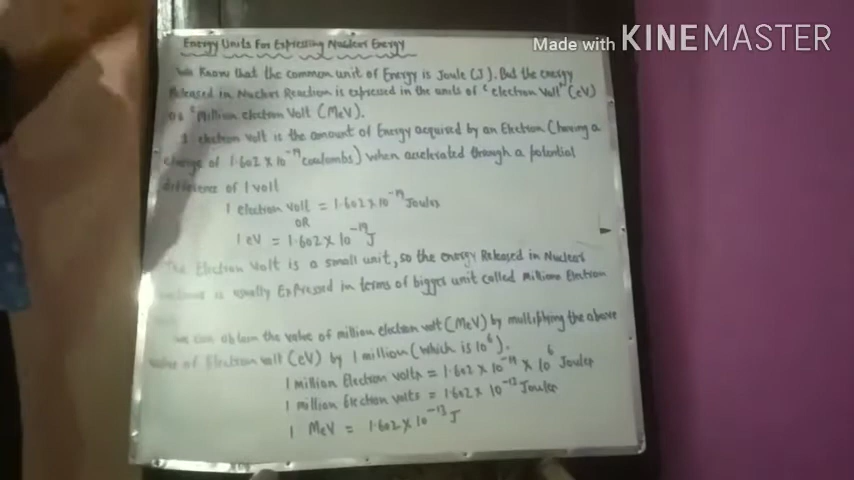 Made with KINEMASTER
Energy Units For Expressing Nuclear Energy
We Know that the common unit of Energy is Joule (J). But the energy
Released in Nuclear Reaction is expressed in the units of "electron Volt" (eV)
or "Million electron Volt (MeV).
1 electron volt is the amount of Energy acquired by an Electron (having a
charge of 1.602 × 10⁻¹⁹ coulombs) when accelerated through a potential
difference of 1 volt
1 electron volt = 1.602 × 10⁻¹⁹ Joules
OR
1 eV = 1.602 × 10⁻¹⁹ J
The Electron Volt is a small unit, so the energy Released in Nuclear
is usually Expressed in terms of bigger unit called Million Electron
we can obtain the value of million electron volt (MeV) by multiplying the above
value of Electron volt (eV) by 1 million (which is 10⁶).
1 million Electron volts = 1.602 × 10⁻¹⁹ × 10⁶ Joules
1 million Electron volts = 1.602 × 10⁻¹³ Joules
1 MeV = 1.602 × 10⁻¹³ J